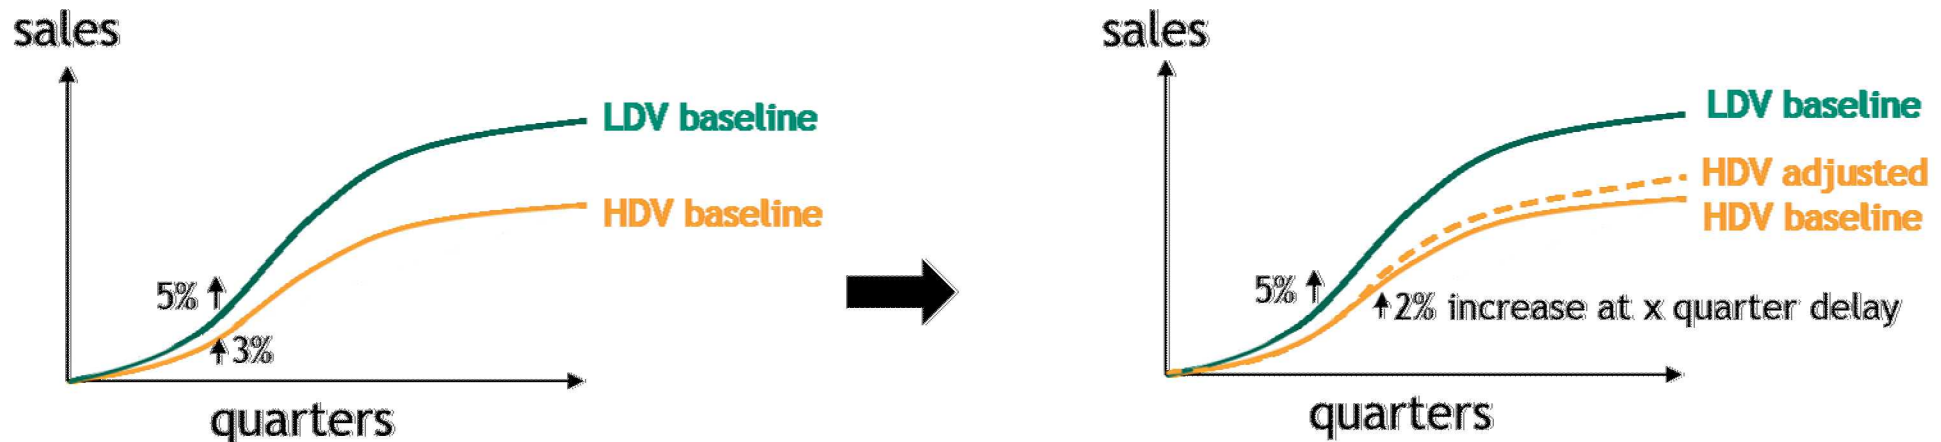 sales
LDV baseline
HDV baseline
5%
3%
quarters
sales
LDV baseline
HDV adjusted
HDV baseline
5%
2% increase at x quarter delay
quarters